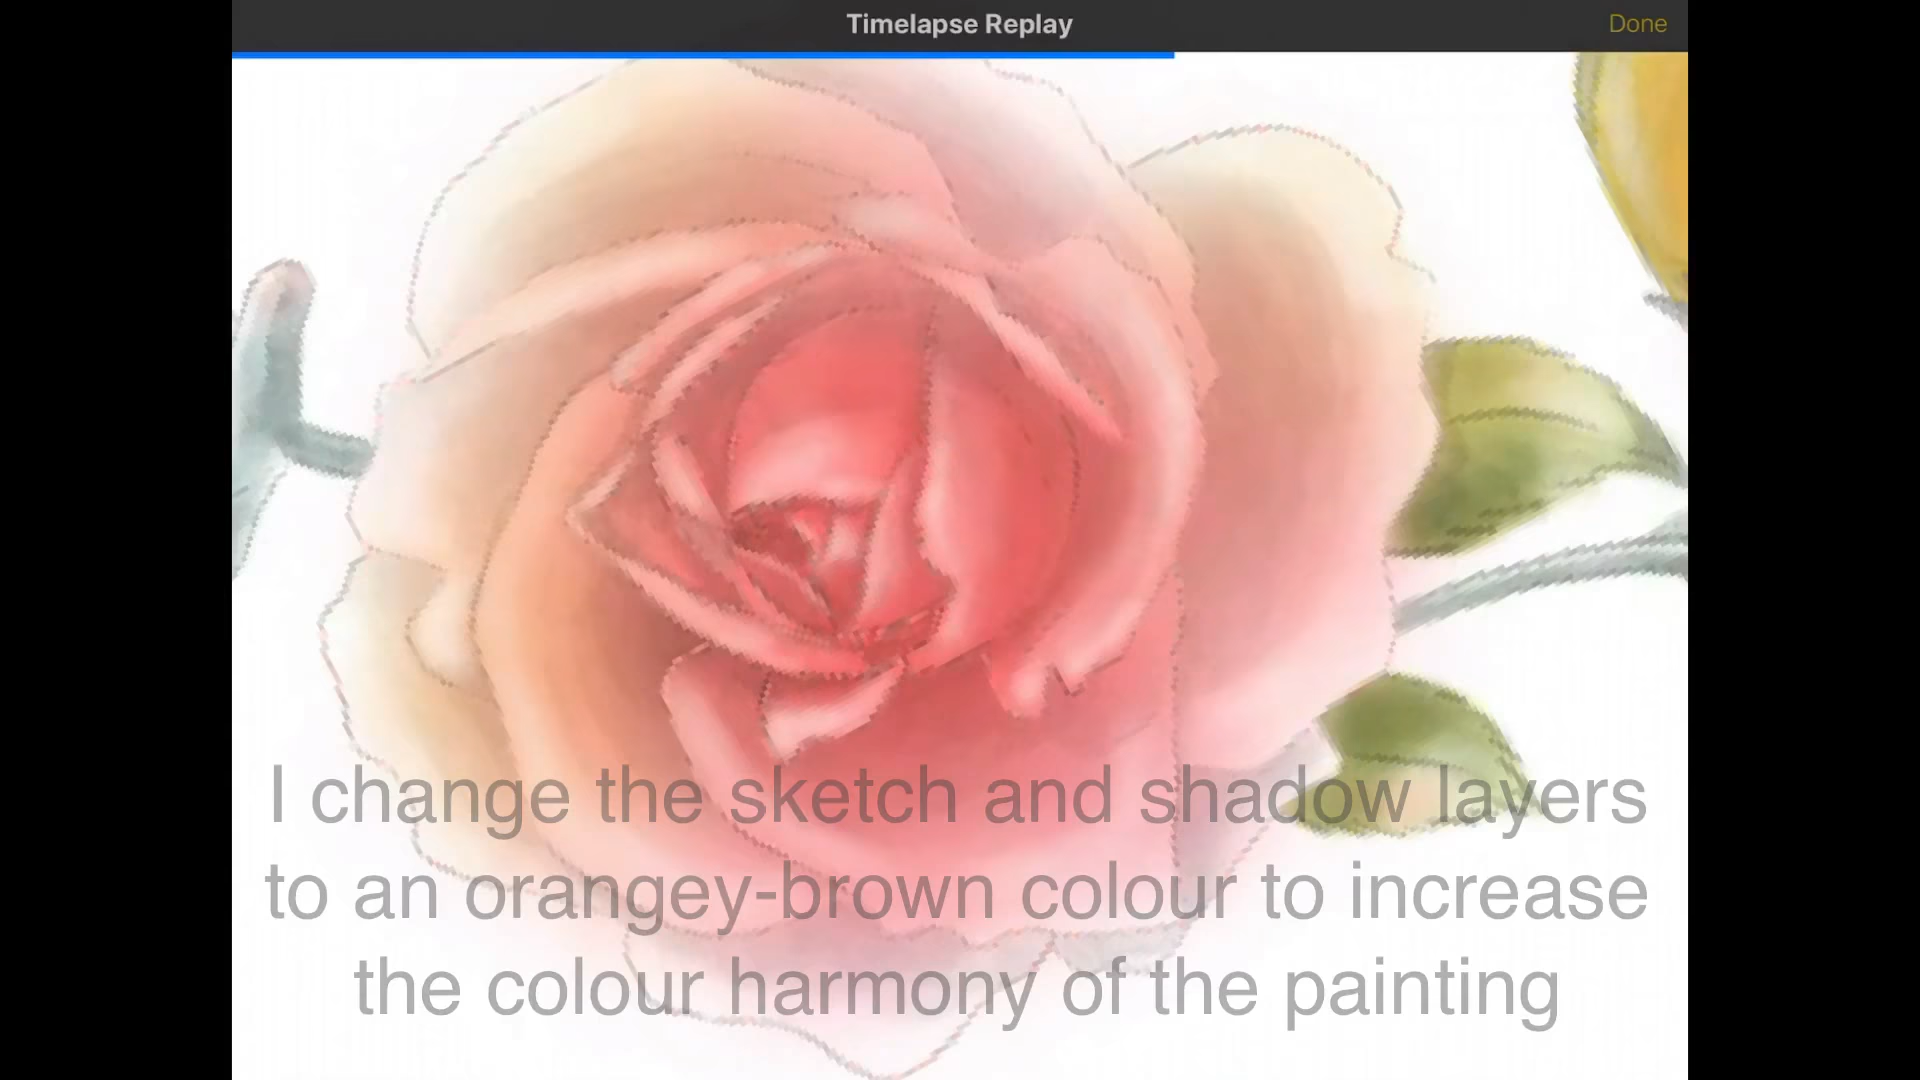 Timelapse Replay
Done
I change the sketch and shadow layers
to an orangey-brown colour to increase
the colour harmony of the painting